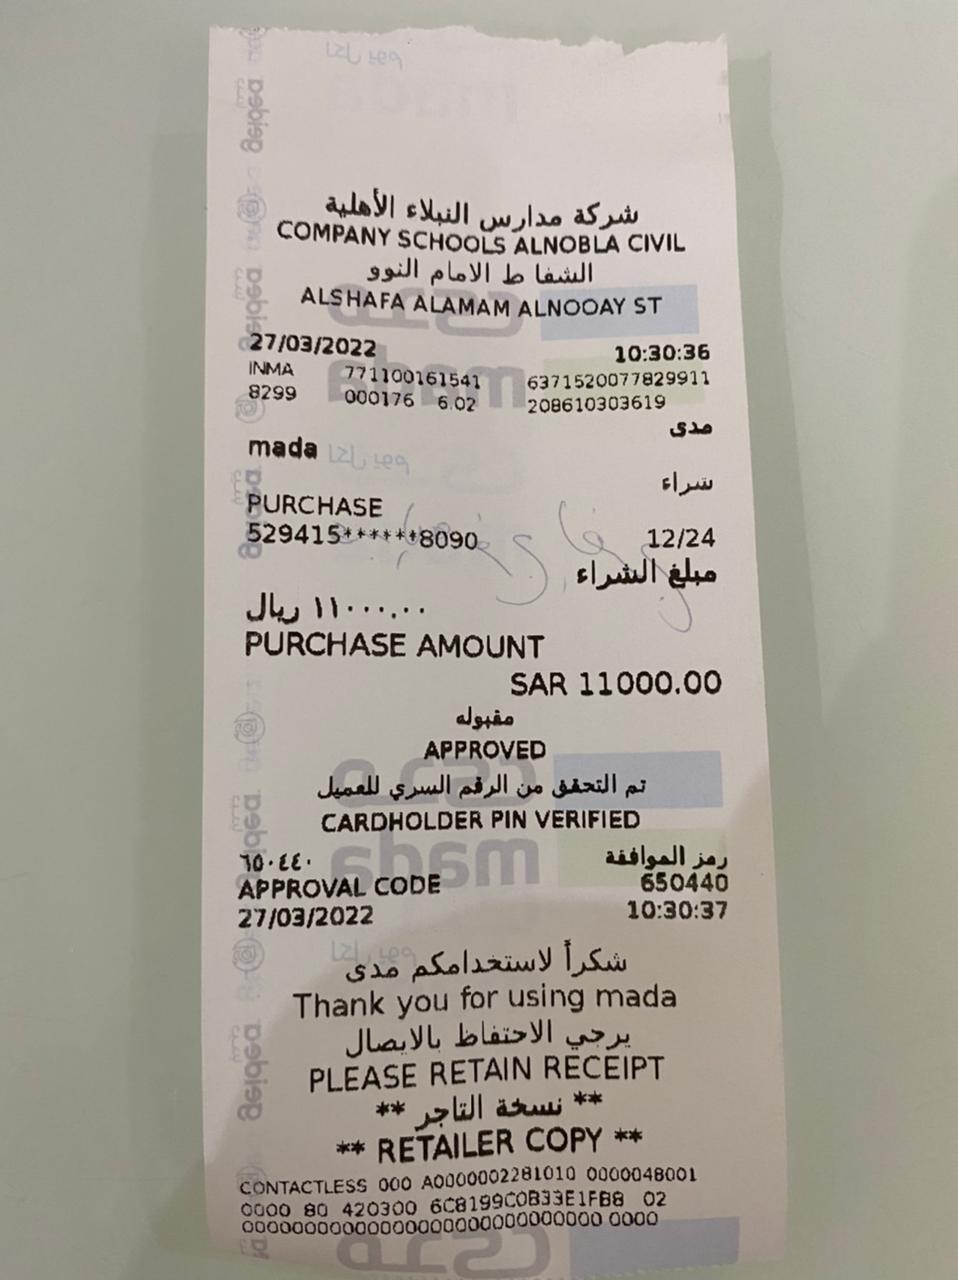 شركة مدارس النبلاء الأهلية
COMPANY SCHOOLS ALNOBLA CIVIL
الشفا ط الامام النوو
ALSHAFA ALAMAM ALNOOAY ST
27/03/2022 10:30:36
INMA 771100161541 6371520077829911
8299 000176 6.02 208610303619
مدى
mada
شراء
PURCHASE
529415******8090 12/24
مبلغ الشراء
١١٠٠٠.٠٠ ريال
PURCHASE AMOUNT
SAR 11000.00
مقبوله
APPROVED
تم التحقق من الرقم السري للعميل
CARDHOLDER PIN VERIFIED
رمز الموافقة ٦٥٠٤٤٠
APPROVAL CODE 650440
27/03/2022 10:30:37
شكراً لاستخدامكم مدى
Thank you for using mada
يرجي الاحتفاظ بالايصال
PLEASE RETAIN RECEIPT
** نسخة التاجر **
** RETAILER COPY **
CONTACTLESS 000 A0000002281010 0000048001
0000 80 420300 6C8199C0B33E1FB8 02
0000000000000000000000000000 0000